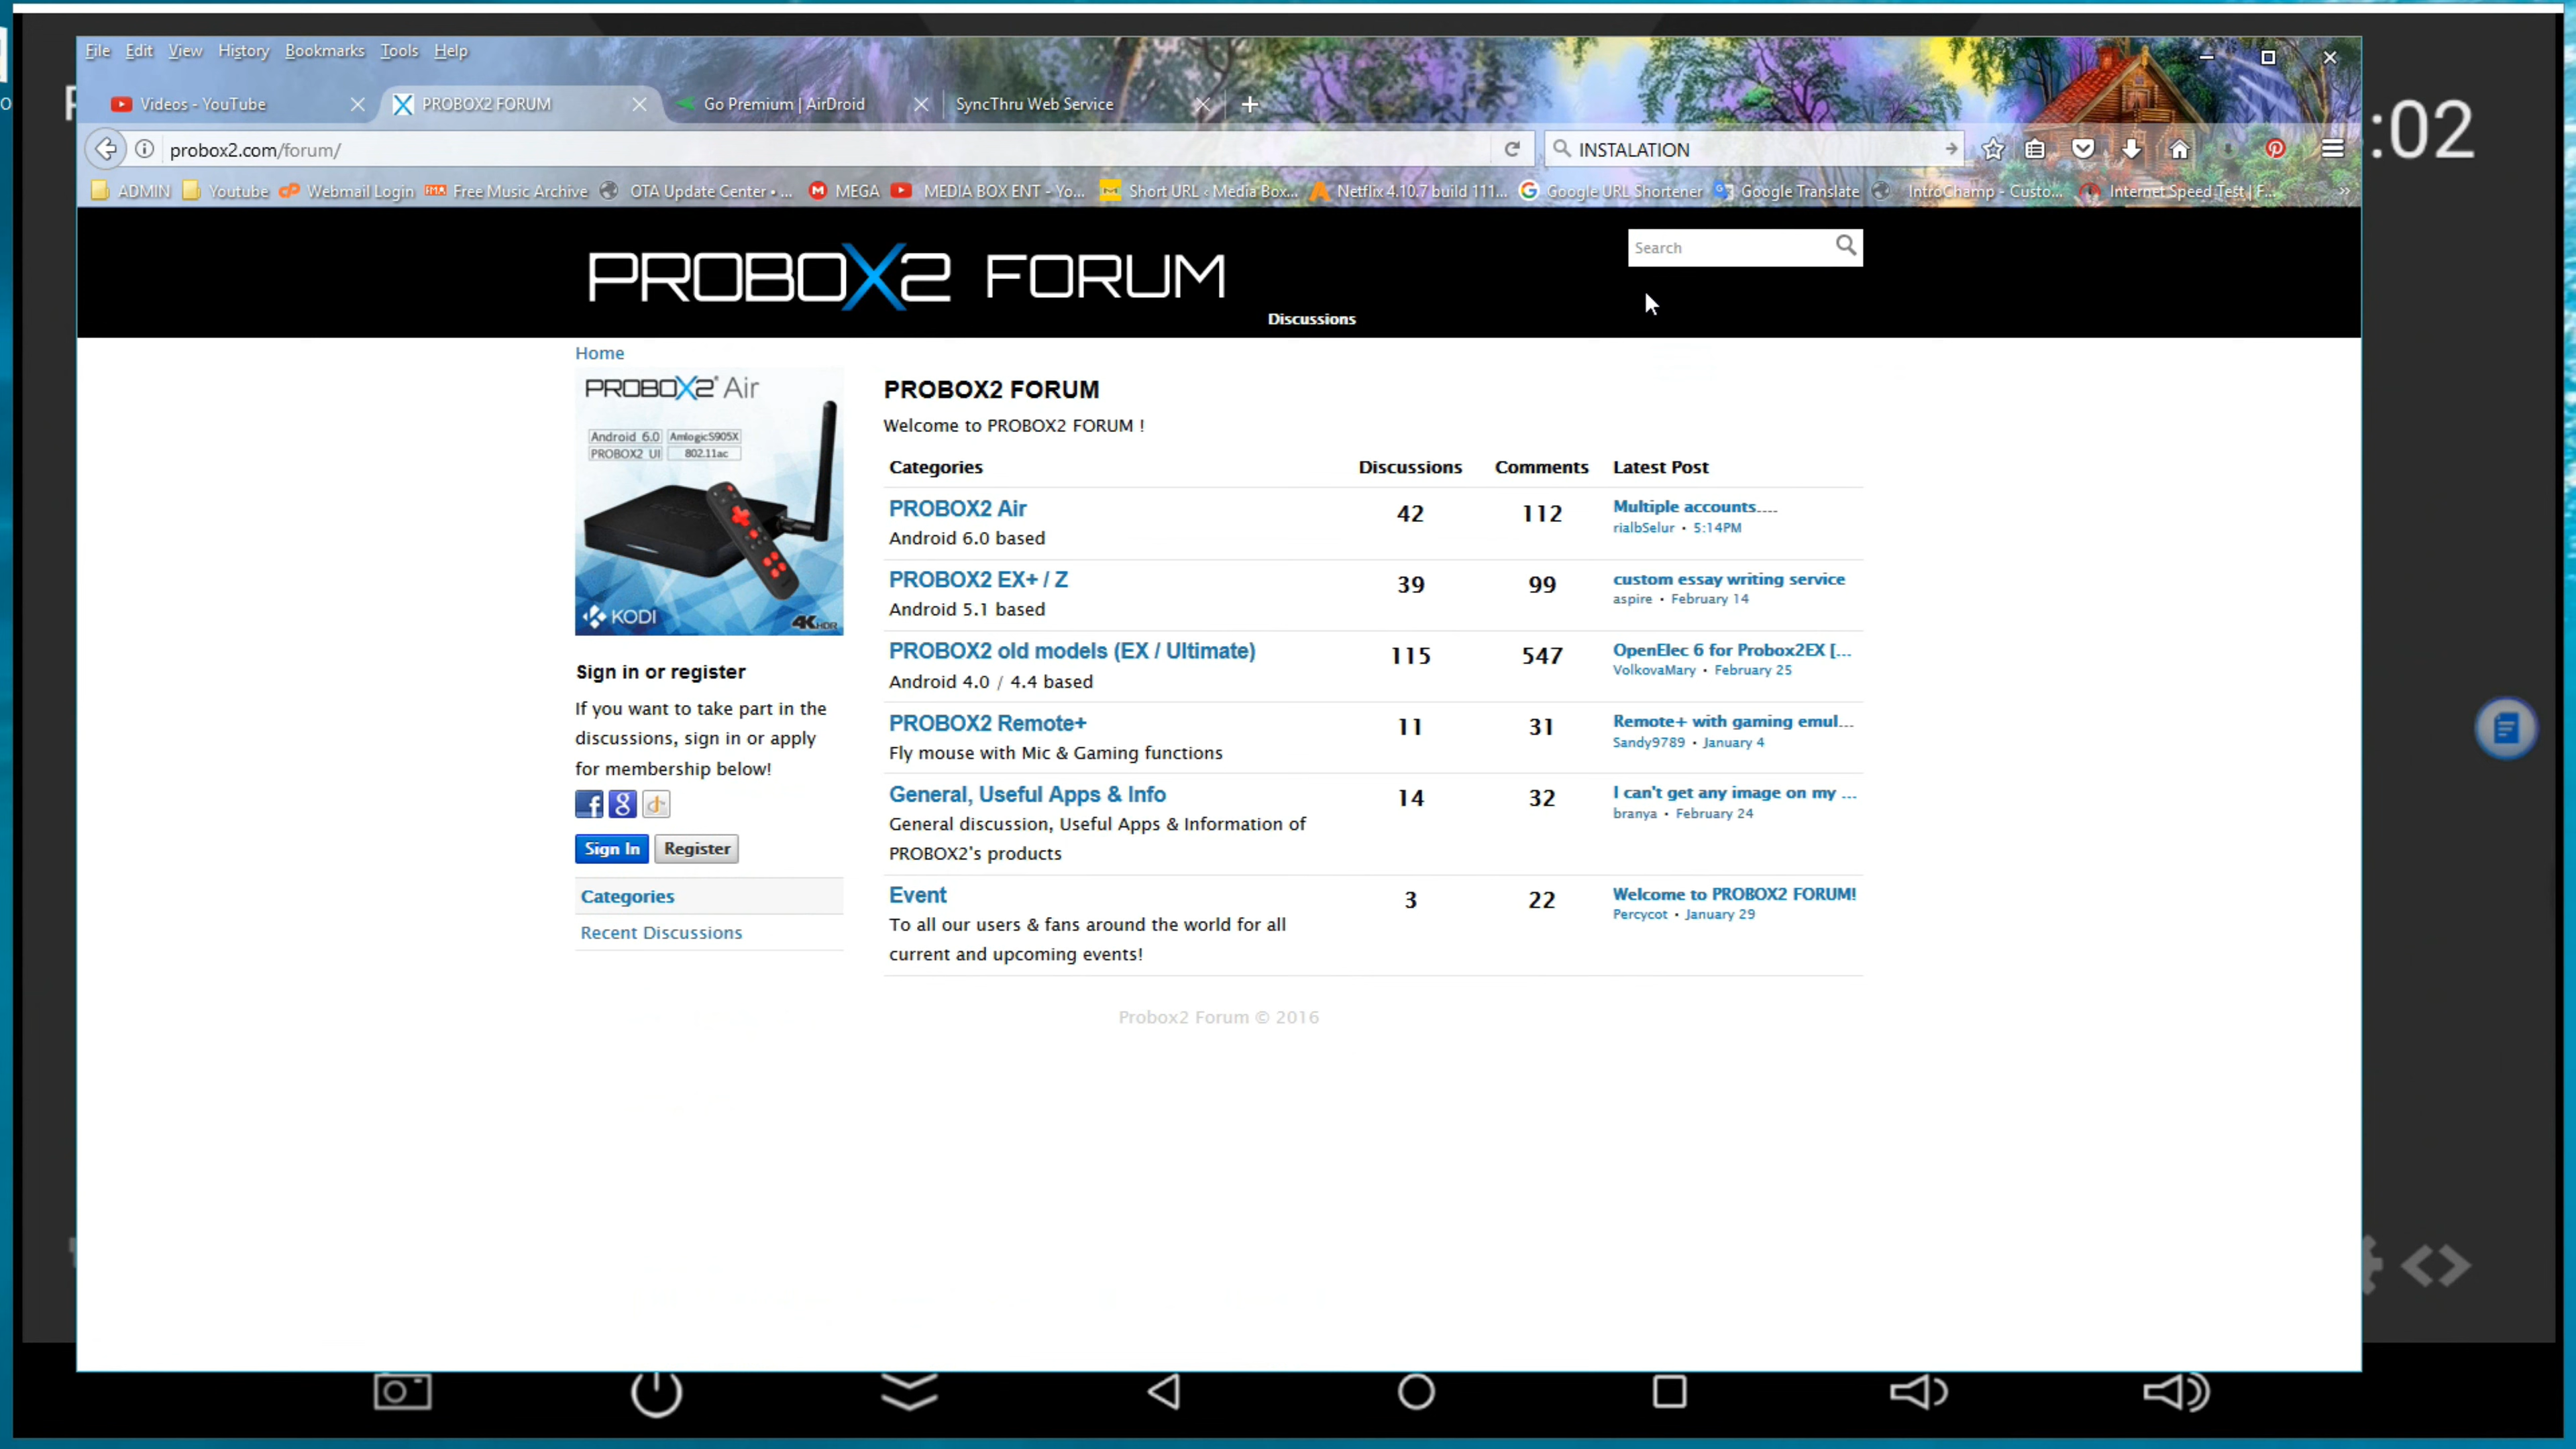 File Edit View History Bookmarks Tools Help
Videos - YouTube
PROBOX2 FORUM
Go Premium | AirDroid
SyncThru Web Service
:02
probox2.com/forum/
INSTALATION
ADMIN
Youtube
Webmail Login
Free Music Archive
OTA Update Center • ...
MEGA
MEDIA BOX ENT - Yo...
Short URL ‹ Media Box...
Netflix 4.10.7 build 111...
Google URL Shortener
Google Translate
IntroChamp - Custo...
Internet Speed Test | F...
PROBOX2 FORUM
Search
Discussions
Home
PROBOX2 Air
Android 6.0 AmlogicS905X
PROBOX2 UI 802.11ac
KODI
4K HDR
Sign in or register
If you want to take part in the
discussions, sign in or apply
for membership below!
Sign In
Register
Categories
Recent Discussions
PROBOX2 FORUM
Welcome to PROBOX2 FORUM !
Categories Discussions Comments Latest Post
PROBOX2 Air 42 112 Multiple accounts....
Android 6.0 based rialbSelur • 5:14PM
PROBOX2 EX+ / Z 39 99 custom essay writing service
Android 5.1 based aspire • February 14
PROBOX2 old models (EX / Ultimate) 115 547 OpenElec 6 for Probox2EX [...
Android 4.0 / 4.4 based VolkovaMary • February 25
PROBOX2 Remote+ 11 31 Remote+ with gaming emul...
Fly mouse with Mic & Gaming functions Sandy9789 • January 4
General, Useful Apps & Info 14 32 I can't get any image on my ...
General discussion, Useful Apps & Information of branya • February 24
PROBOX2's products
Event 3 22 Welcome to PROBOX2 FORUM!
To all our users & fans around the world for all Percycot • January 29
current and upcoming events!
Probox2 Forum © 2016